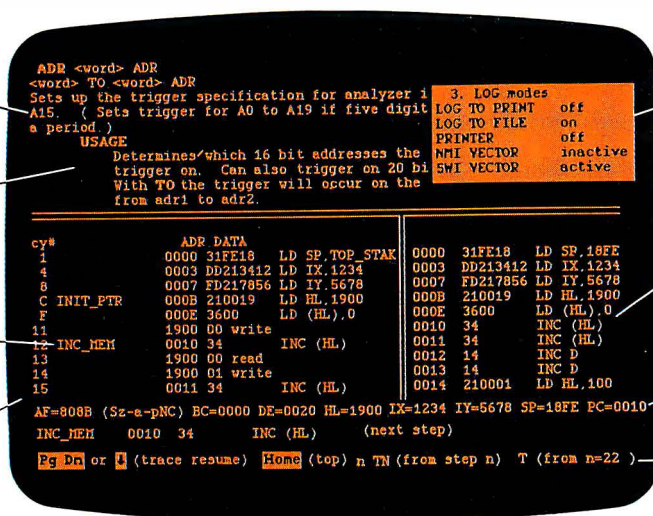 ADR <word> ADR
<word> TO <word> ADR
Sets up the trigger specification for analyzer i
A15. ( Sets trigger for A0 to A19 if five digit
a period.)
USAGE
Determines which 16 bit addresses the
trigger on. Can also trigger on 20 bi
With TO the trigger will occur on the
from adr1 to adr2.
3. LOG modes
LOG TO PRINT off
LOG TO FILE on
PRINTER off
NMI VECTOR inactive
SWI VECTOR active
cy# ADR DATA
1 0000 31FE18 LD SP,TOP_STAK
4 0003 DD213412 LD IX,1234
8 0007 FD217856 LD IY,5678
C INIT_PTR 000B 210019 LD HL,1900
F 000E 3600 LD (HL),0
11 1900 00 write
12 INC_MEM 0010 34 INC (HL)
13 1900 00 read
14 1900 01 write
15 0011 34 INC (HL)
0000 31FE18 LD SP,18FE
0003 DD213412 LD IX,1234
0007 FD217856 LD IY,5678
000B 210019 LD HL,1900
000E 3600 LD (HL),0
0010 34 INC (HL)
0011 34 INC (HL)
0012 14 INC D
0013 14 INC D
0014 210001 LD HL,100
AF=808B (Sz-a-pNC) BC=0000 DE=0020 HL=1900 IX=1234 IY=5678 SP=18FE PC=0010
INC_MEM 0010 34 INC (HL) (next step)
Pg Dn or ↓ (trace resume) Home (top) n TN (from step n) T (from n=22 )